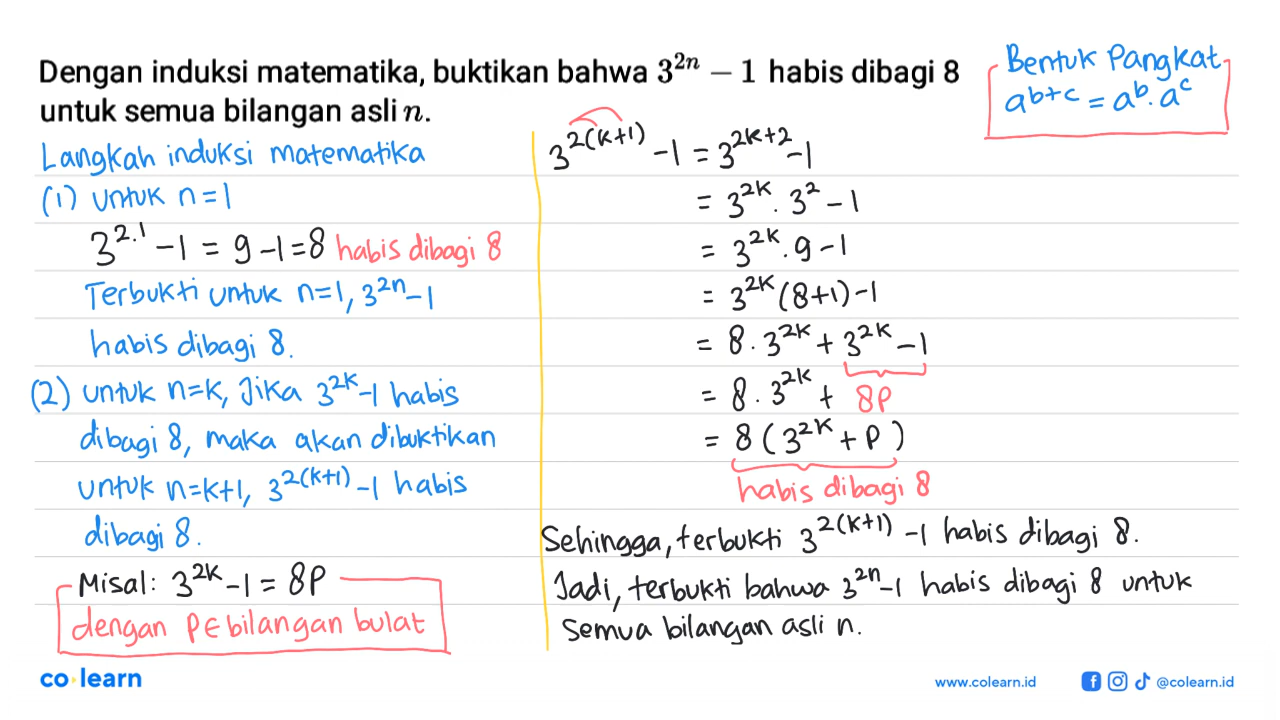 Dengan induksi matematika, buktikan bahwa 3^{2n} − 1 habis dibagi 8
untuk semua bilangan asli n.
Bentuk Pangkat
a^{b+c} = a^b . a^c
Langkah induksi matematika
(1) untuk n=1
3^{2.1} -1 = 9 -1 = 8 habis dibagi 8
Terbukti untuk n=1, 3^{2n}-1
habis dibagi 8.
(2) untuk n=k, Jika 3^{2k}-1 habis
dibagi 8, maka akan dibuktikan
untuk n=k+1, 3^{2(k+1)}-1 habis
dibagi 8.
Misal: 3^{2k}-1 = 8P
dengan P∈ bilangan bulat
3^{2(k+1)} -1 = 3^{2k+2} -1
= 3^{2k} . 3^2 - 1
= 3^{2k} . 9 - 1
= 3^{2k} (8+1) -1
= 8 . 3^{2k} + 3^{2k} -1
= 8 . 3^{2k} + 8P
= 8 (3^{2k} + P)
habis dibagi 8
Sehingga, terbukti 3^{2(k+1)} -1 habis dibagi 8.
Jadi, terbukti bahwa 3^{2n}-1 habis dibagi 8 untuk
semua bilangan asli n.
co learn
www.colearn.id
@colearn.id